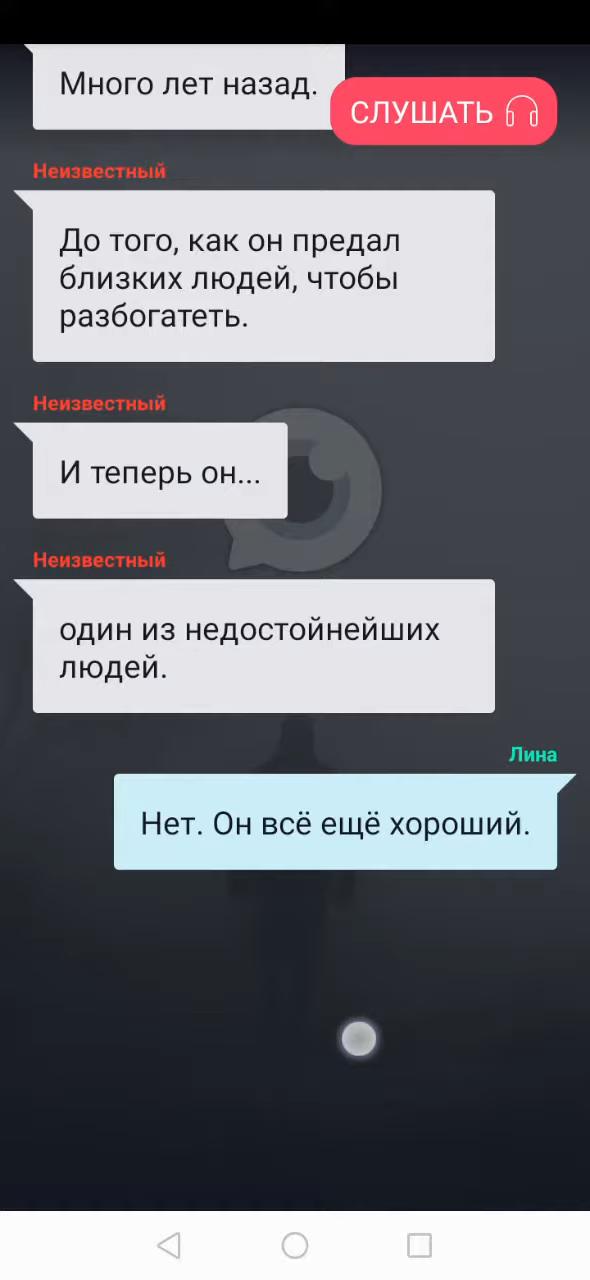 Много лет назад.
СЛУШАТЬ
Неизвестный
До того, как он предал
близких людей, чтобы
разбогатеть.
Неизвестный
И теперь он...
Неизвестный
один из недостойнейших
людей.
Лина
Нет. Он всё ещё хороший.